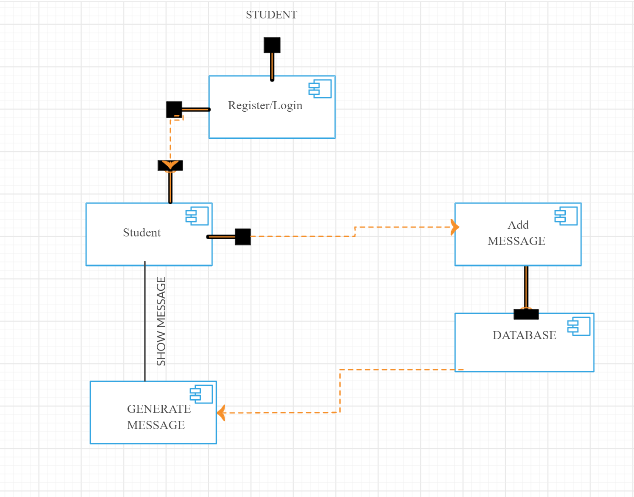 STUDENT
Register/Login
Student
Add
MESSAGE
SHOW MESSAGE
DATABASE
GENERATE
MESSAGE